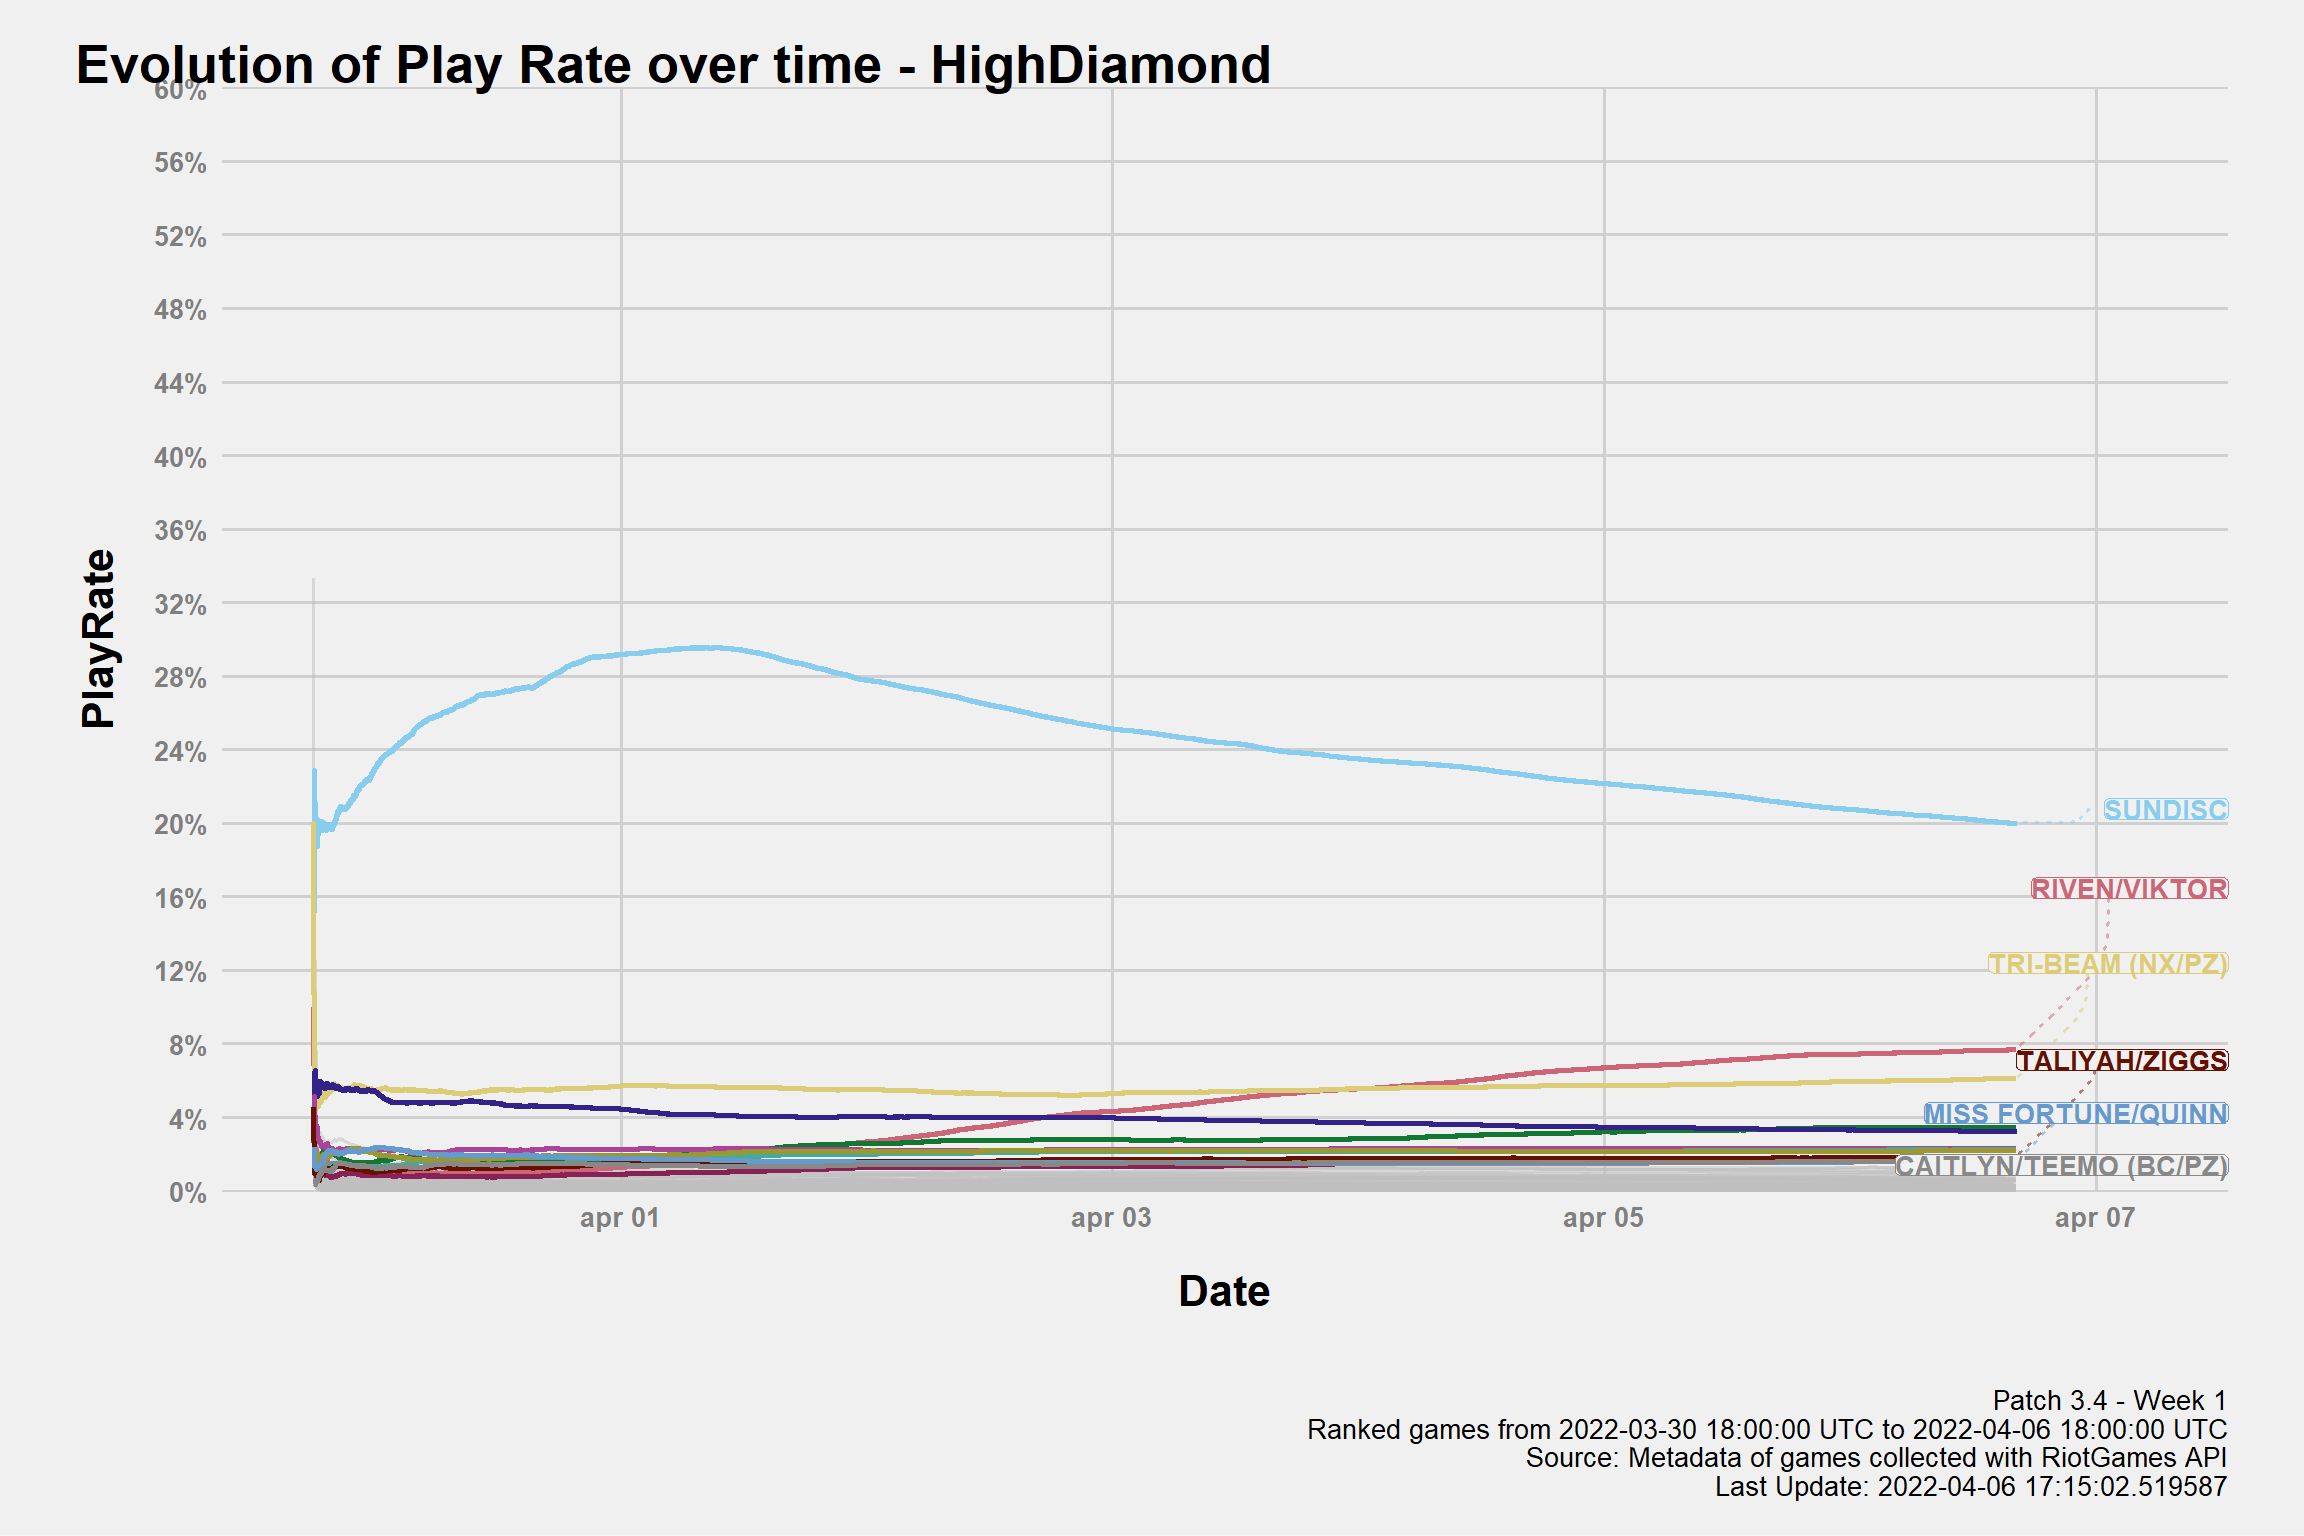 Evolution of Play Rate over time - HighDiamond
60%
56%
52%
48%
44%
40%
36%
32%
28%
24%
20%
16%
12%
8%
4%
0%
PlayRate
SUNDISC
RIVEN/VIKTOR
TRI-BEAM (NX/PZ)
TALIYAH/ZIGGS
MISS FORTUNE/QUINN
CAITLYN/TEEMO (BC/PZ)
apr 01
apr 03
apr 05
apr 07
Date
Patch 3.4 - Week 1
Ranked games from 2022-03-30 18:00:00 UTC to 2022-04-06 18:00:00 UTC
Source: Metadata of games collected with RiotGames API
Last Update: 2022-04-06 17:15:02.519587